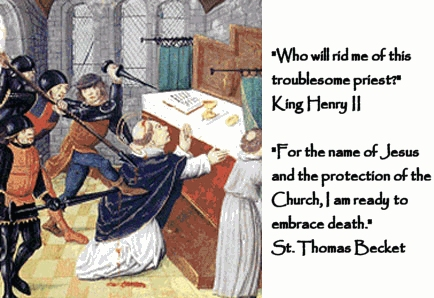 "Who will rid me of this
troublesome priest?"
King Henry II
"For the name of Jesus
and the protection of the
Church, I am ready to
embrace death."
St. Thomas Becket